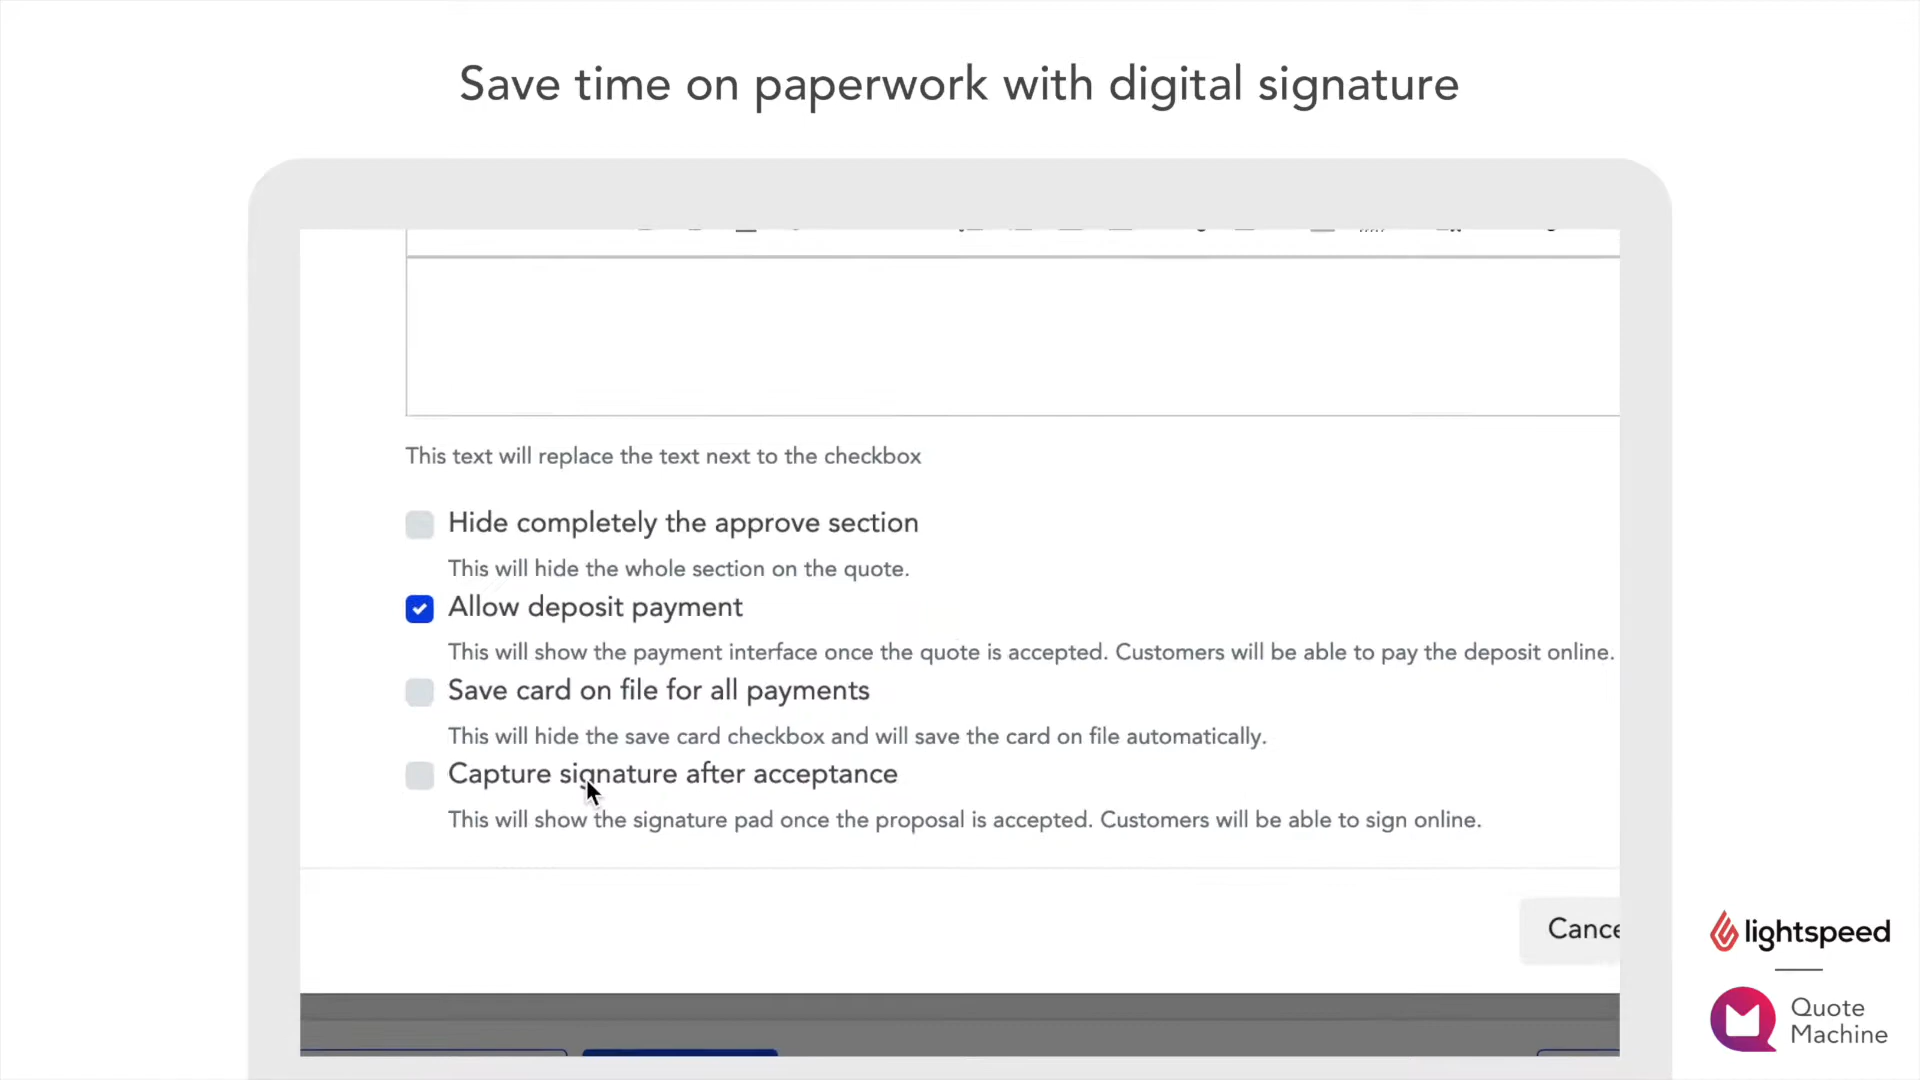 Save time on paperwork with digital signature
This text will replace the text next to the checkbox
Hide completely the approve section
This will hide the whole section on the quote.
Allow deposit payment
This will show the payment interface once the quote is accepted. Customers will be able to pay the deposit online.
Save card on file for all payments
This will hide the save card checkbox and will save the card on file automatically.
Capture signature after acceptance
This will show the signature pad once the proposal is accepted. Customers will be able to sign online.
Cance
lightspeed
Quote
Machine